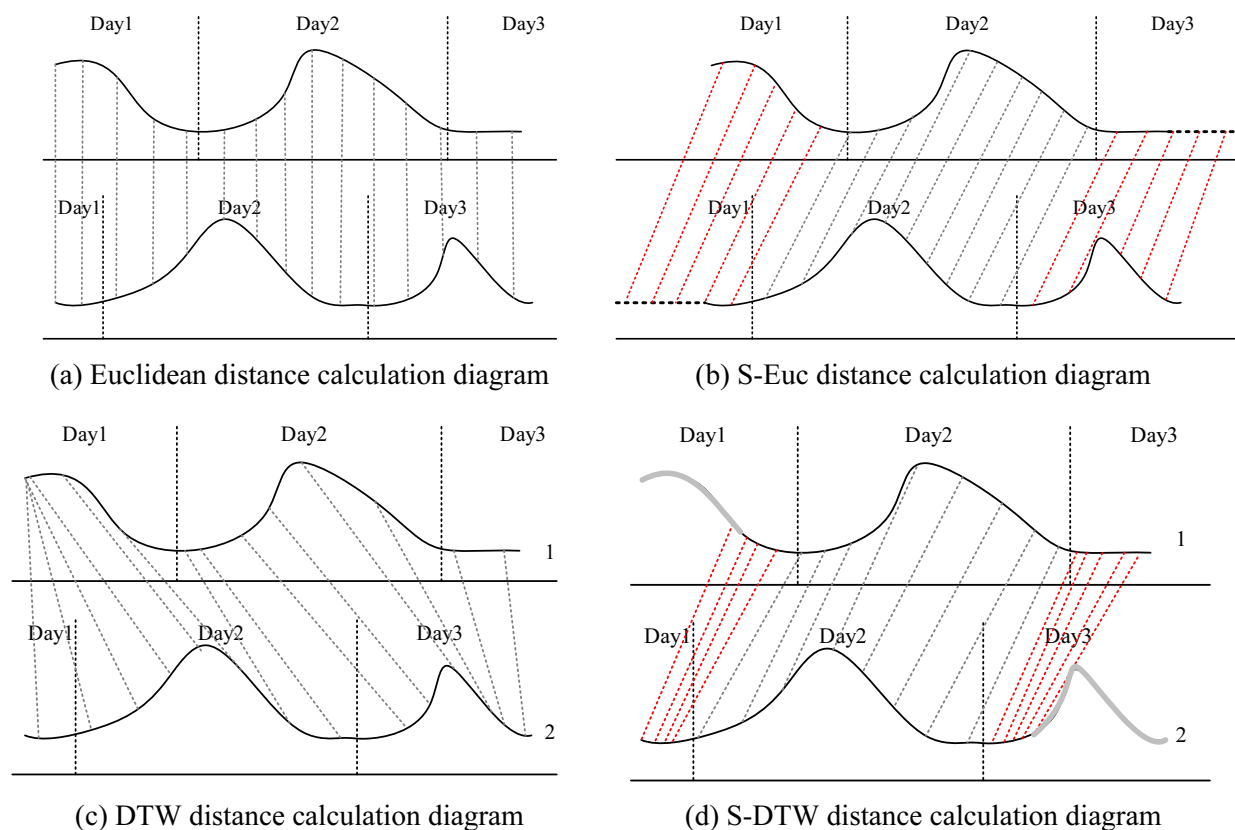 Day1 Day2 Day3
Day1 Day2 Day3
(a) Euclidean distance calculation diagram
Day1 Day2 Day3
Day1 Day2 Day3
(b) S-Euc distance calculation diagram
Day1 Day2 Day3
1
Day1 Day2 Day3
2
(c) DTW distance calculation diagram
Day1 Day2 Day3
1
Day1 Day2 Day3
2
(d) S-DTW distance calculation diagram